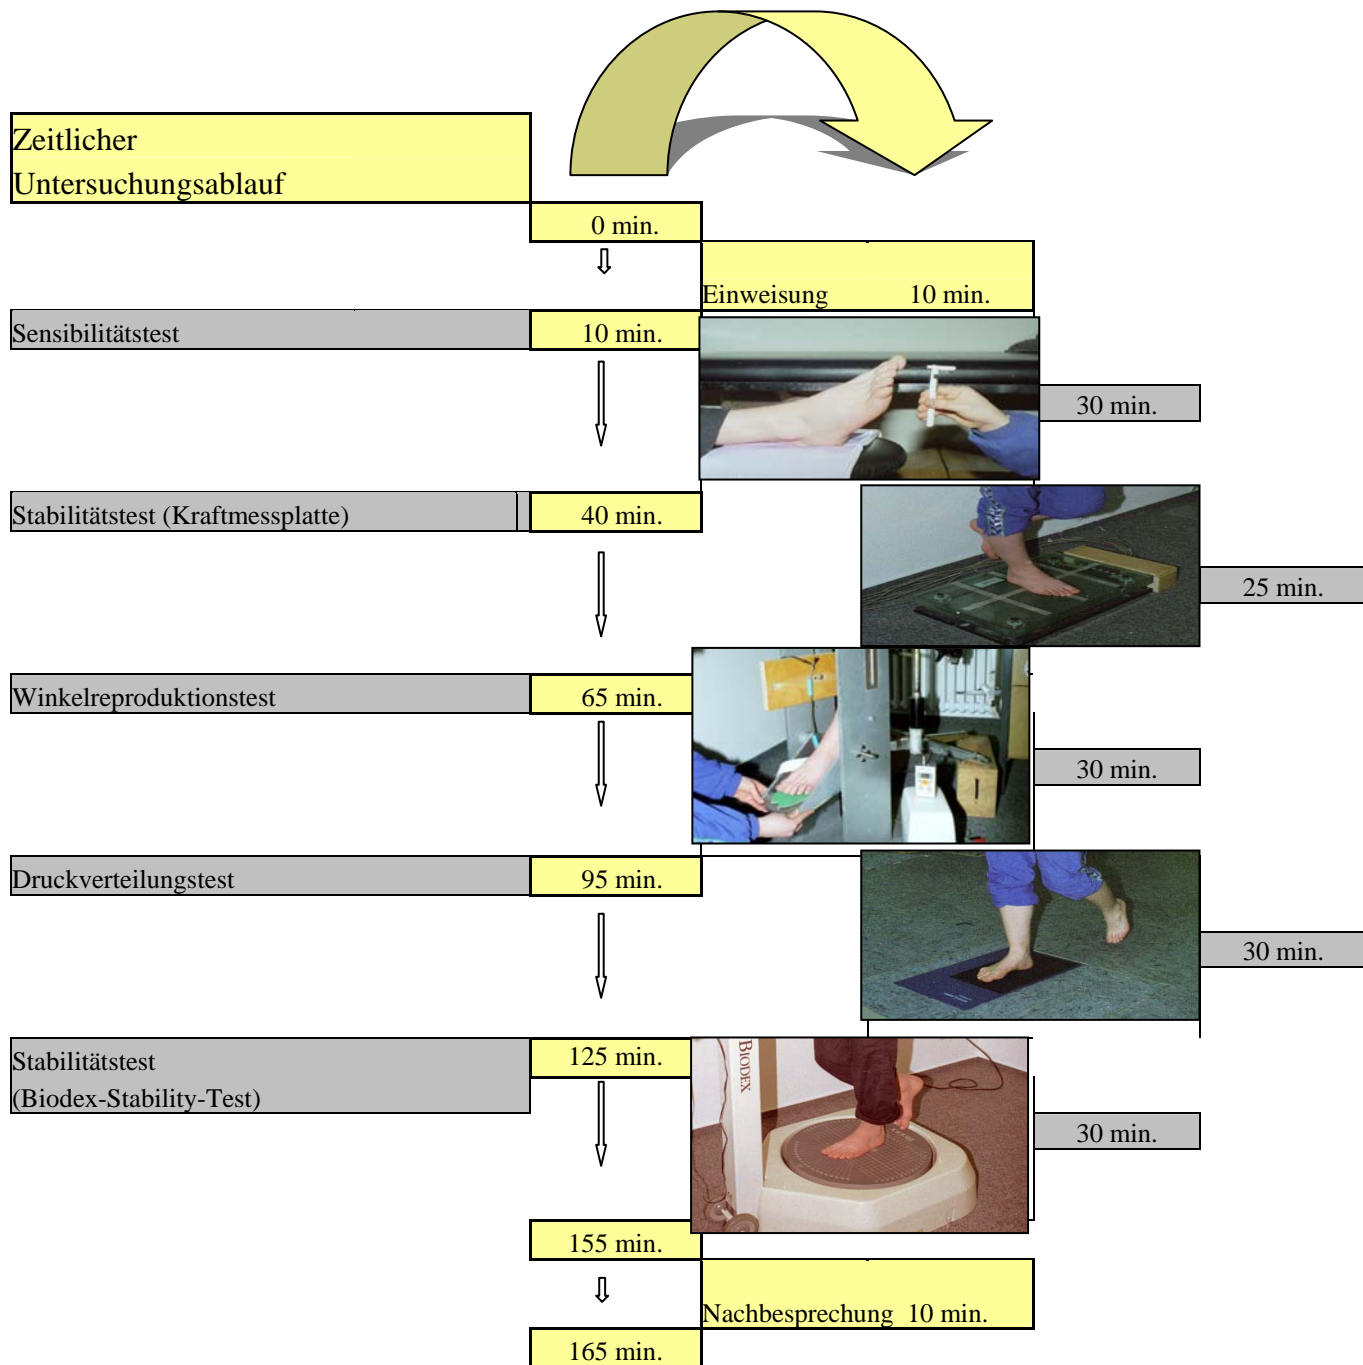 Zeitlicher
Untersuchungsablauf
0 min.
Einweisung 10 min.
Sensibilitätstest 10 min.
30 min.
Stabilitätstest (Kraftmessplatte) 40 min.
25 min.
Winkelreproduktionstest 65 min.
30 min.
Druckverteilungstest 95 min.
30 min.
Stabilitätstest 125 min.
(Biodex-Stability-Test)
BIODEX
30 min.
155 min.
Nachbesprechung 10 min.
165 min.